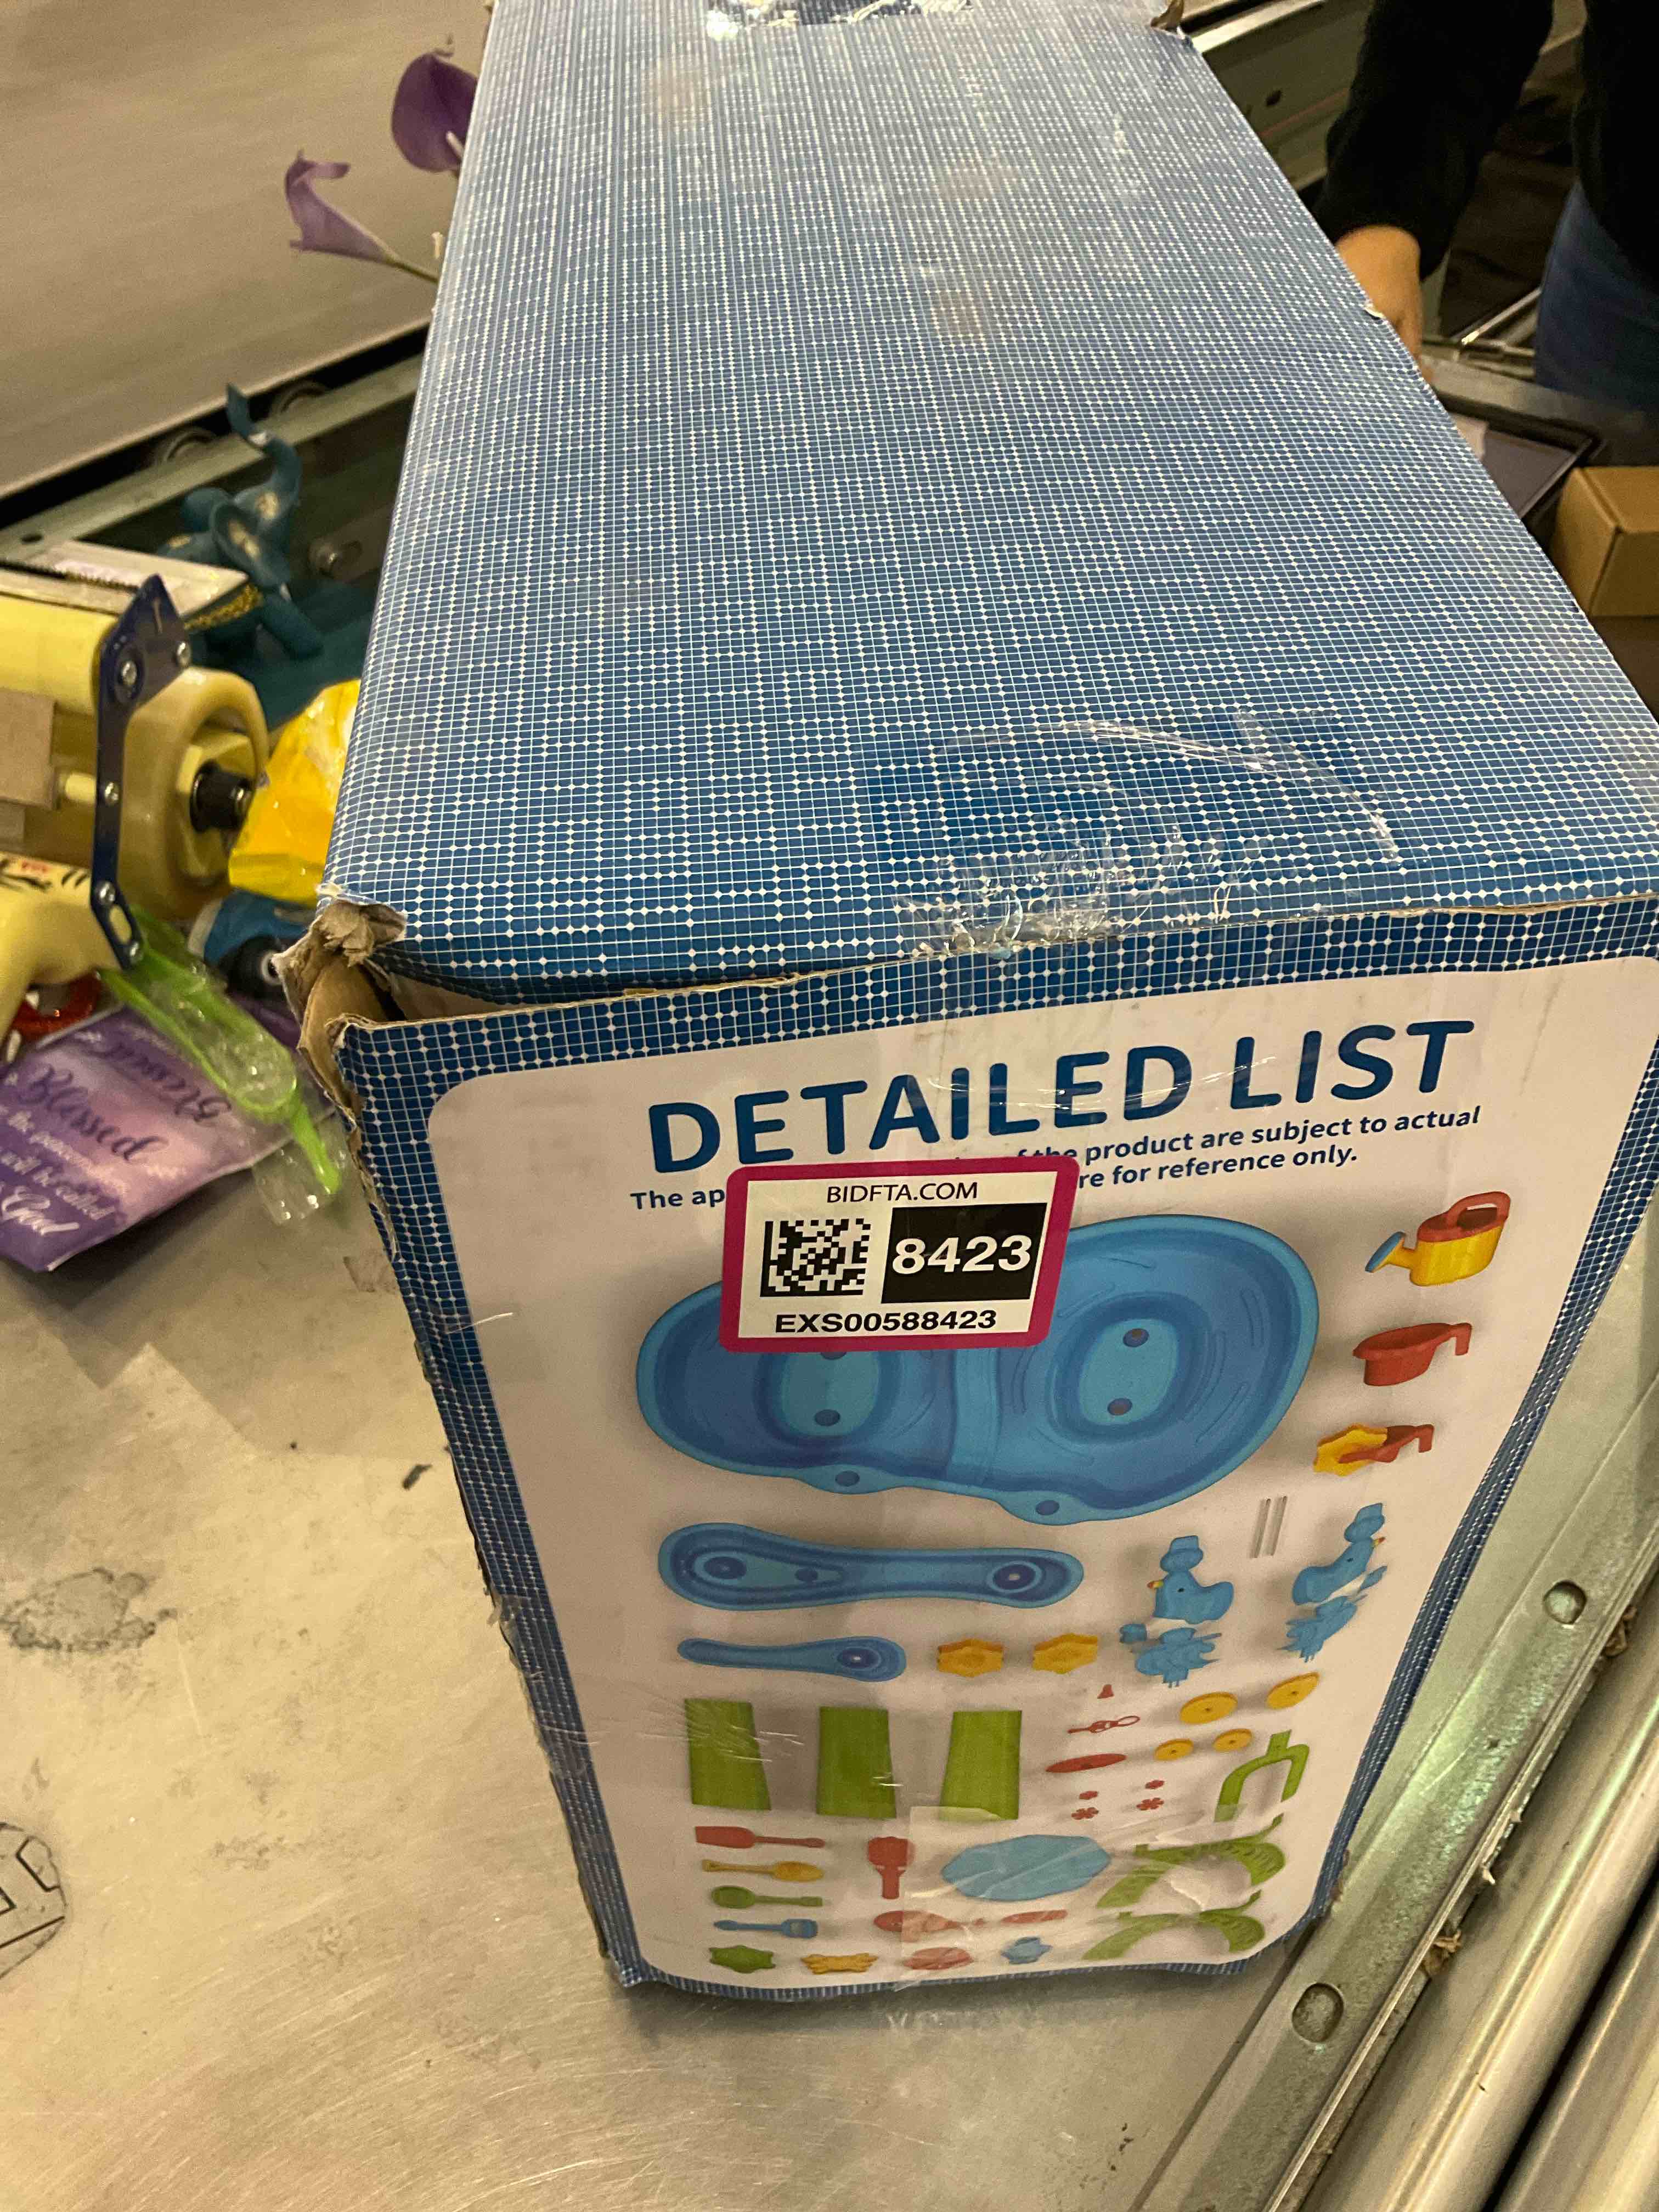 DETAILED LIST
The ap
the product are subject to actual
re for reference only.
BIDFTA.COM
8423
EXS00588423
Blessed
God